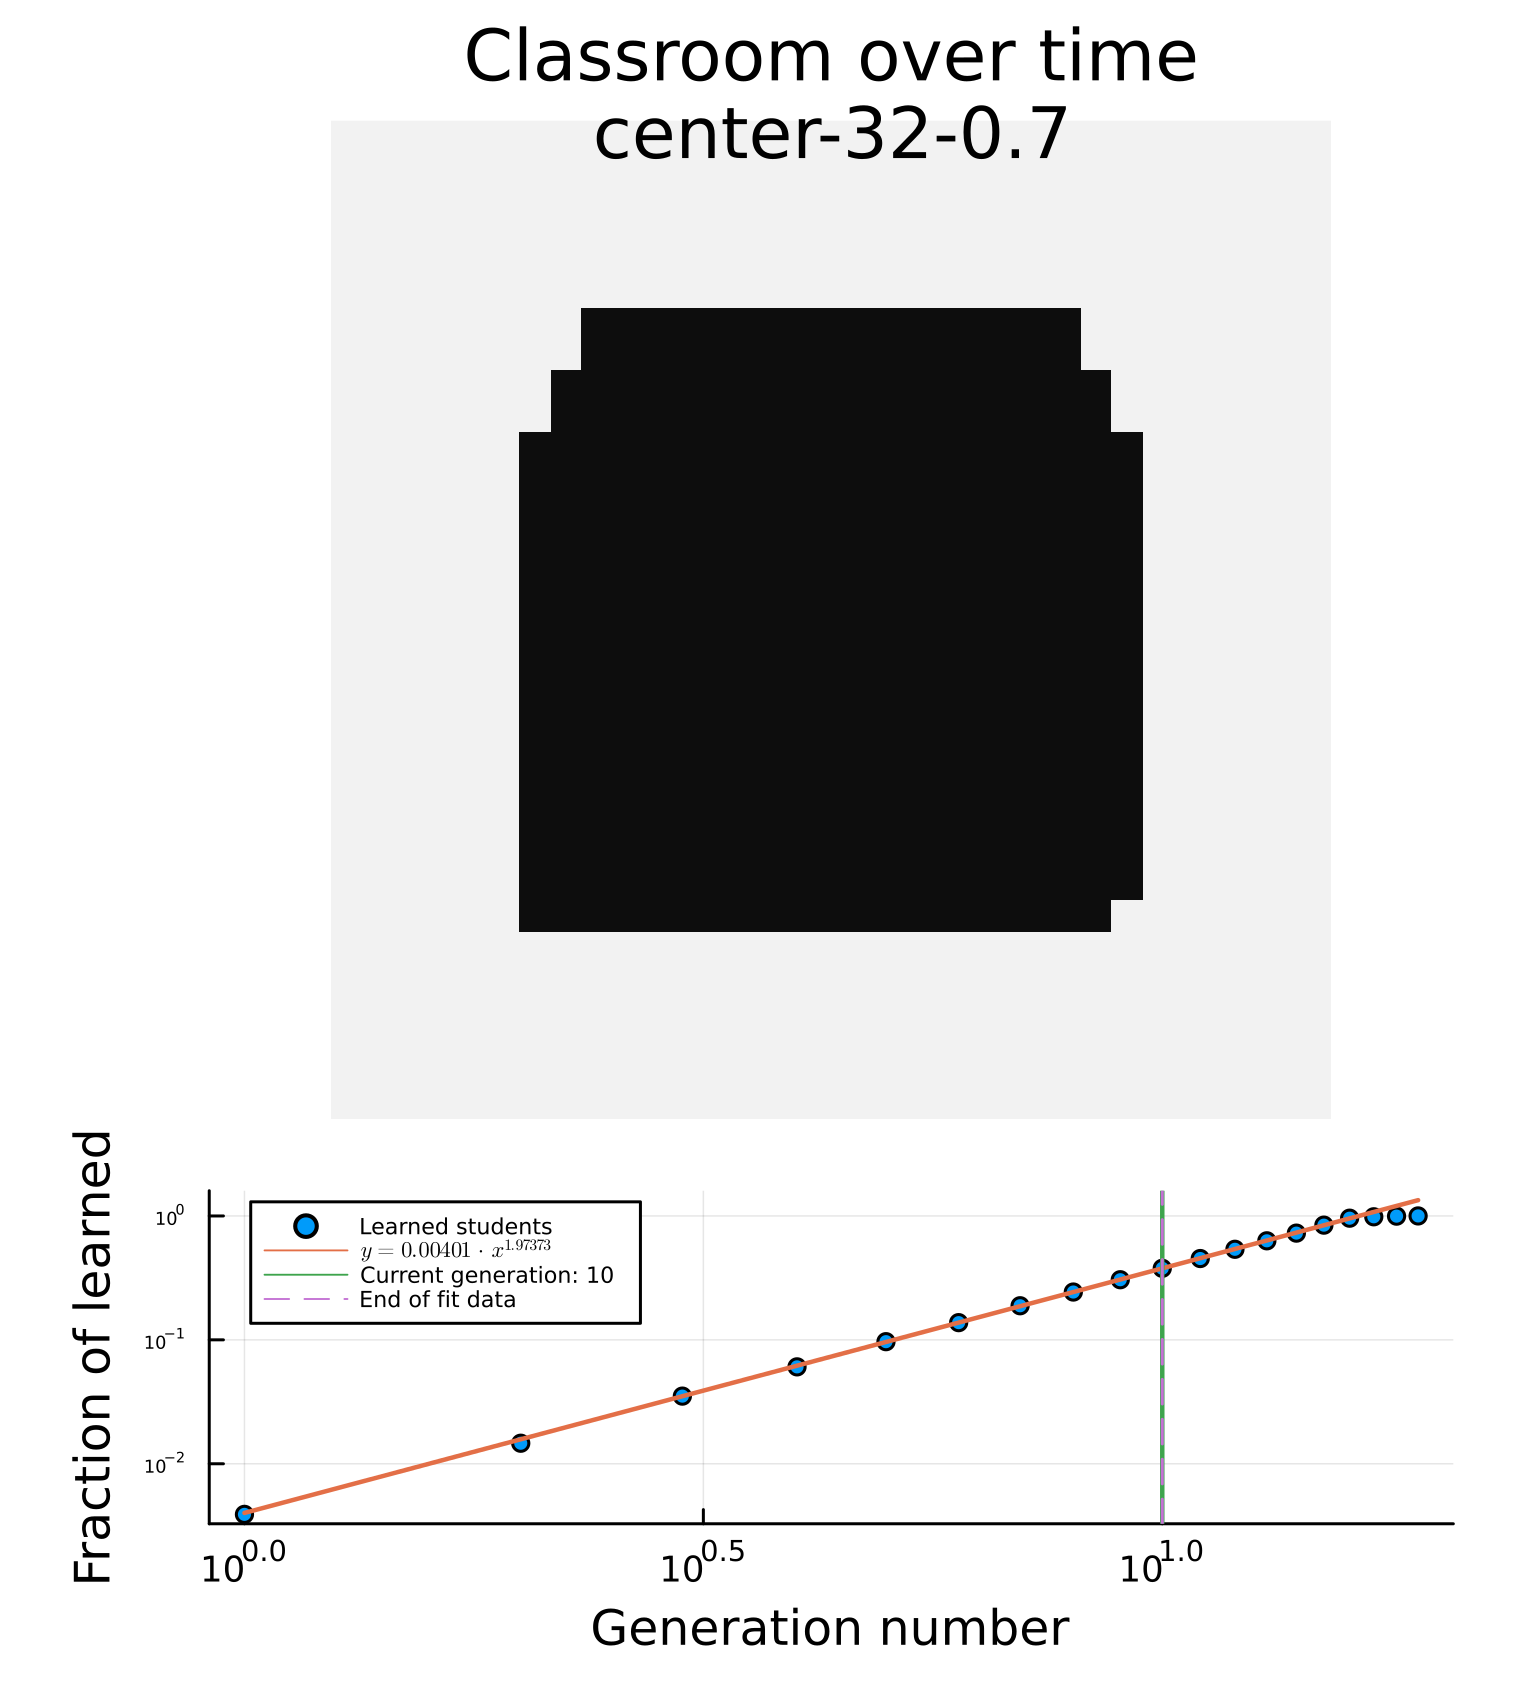 Classroom over time
center-32-0.7
Fraction of learned
10⁰
10⁻¹
10⁻²
Learned students
y = 0.00401 · x^1.97373
Current generation: 10
End of fit data
10^0.0 10^0.5 10^1.0
Generation number